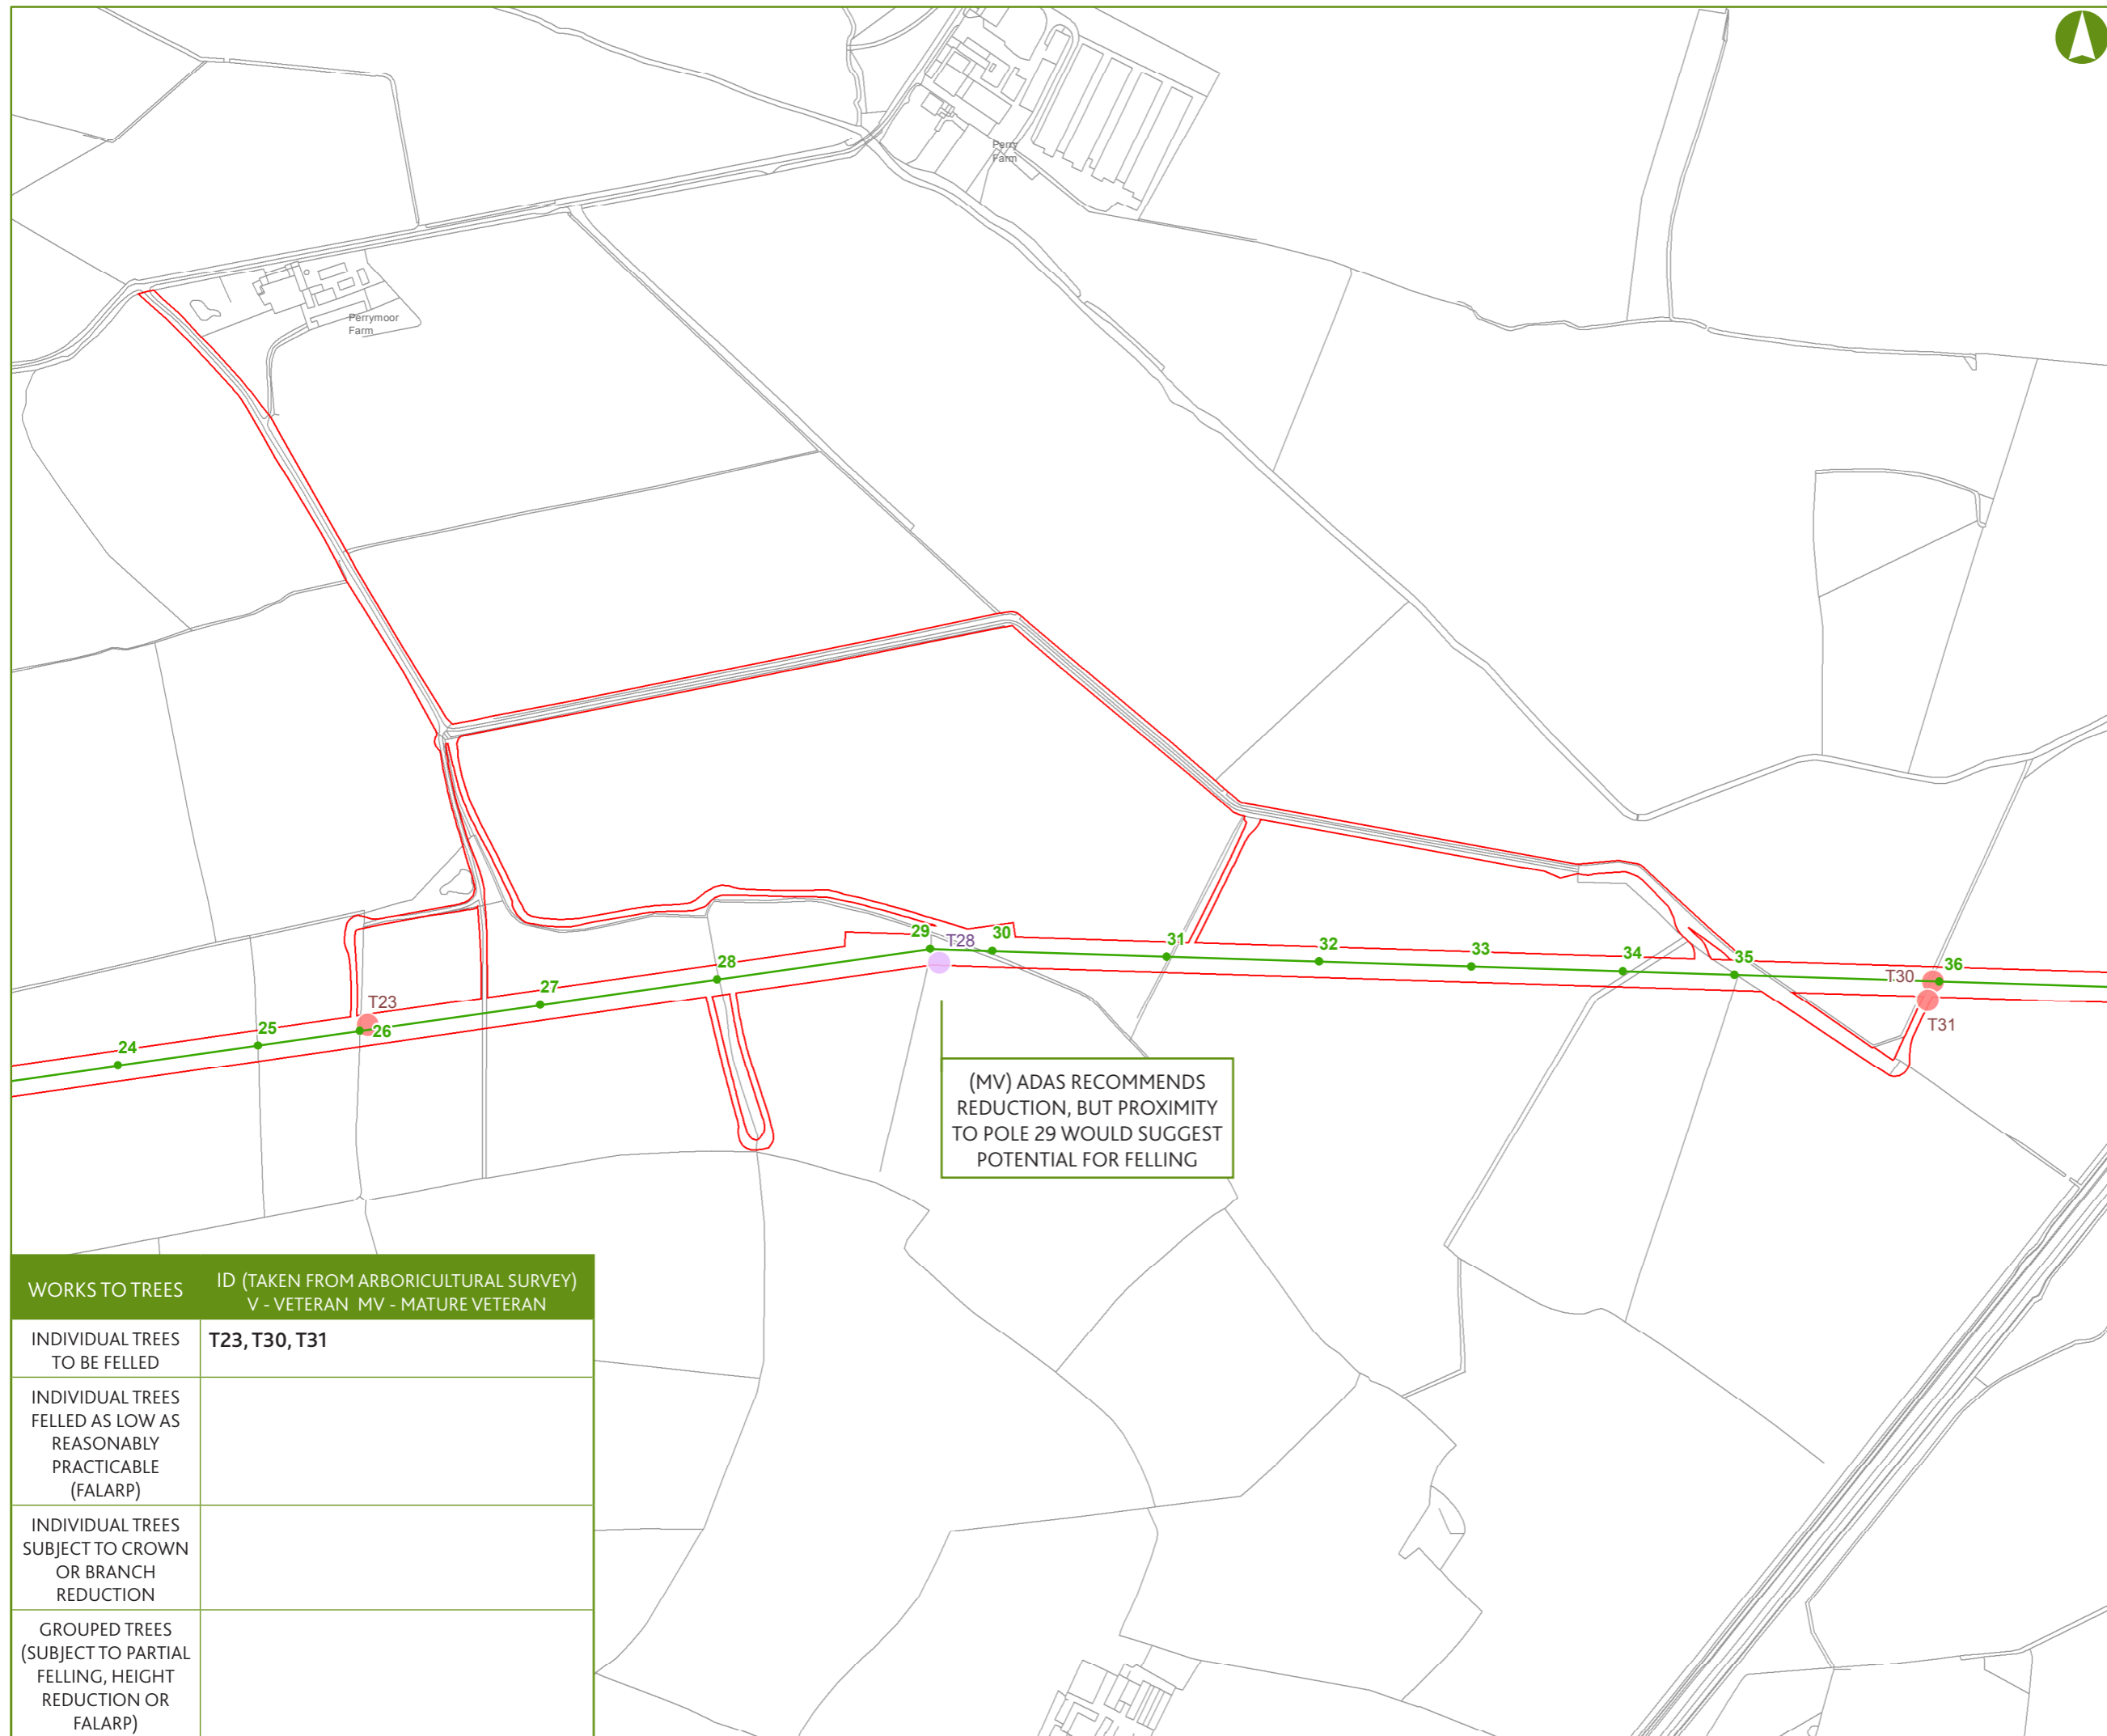 Perry
Farm
Perrymoor
Farm
29
T28
30
31
32
33
34
35
36
28
T30
27
T23
T31
25
26
24
(MV) ADAS RECOMMENDS
REDUCTION, BUT PROXIMITY
TO POLE 29 WOULD SUGGEST
POTENTIAL FOR FELLING
WORKS TO TREES
ID (TAKEN FROM ARBORICULTURAL SURVEY)
V - VETERAN MV - MATURE VETERAN
INDIVIDUAL TREES
TO BE FELLED
T23, T30, T31
INDIVIDUAL TREES
FELLED AS LOW AS
REASONABLY
PRACTICABLE
(FALARP)
INDIVIDUAL TREES
SUBJECT TO CROWN
OR BRANCH
REDUCTION
GROUPED TREES
(SUBJECT TO PARTIAL
FELLING, HEIGHT
REDUCTION OR
FALARP)